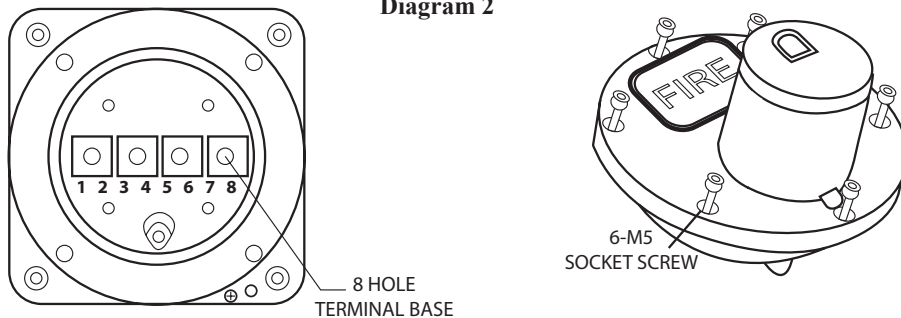 Diagram 2
FIRE
1 2 3 4 5 6 7 8
6-M5
SOCKET SCREW
8 HOLE
TERMINAL BASE